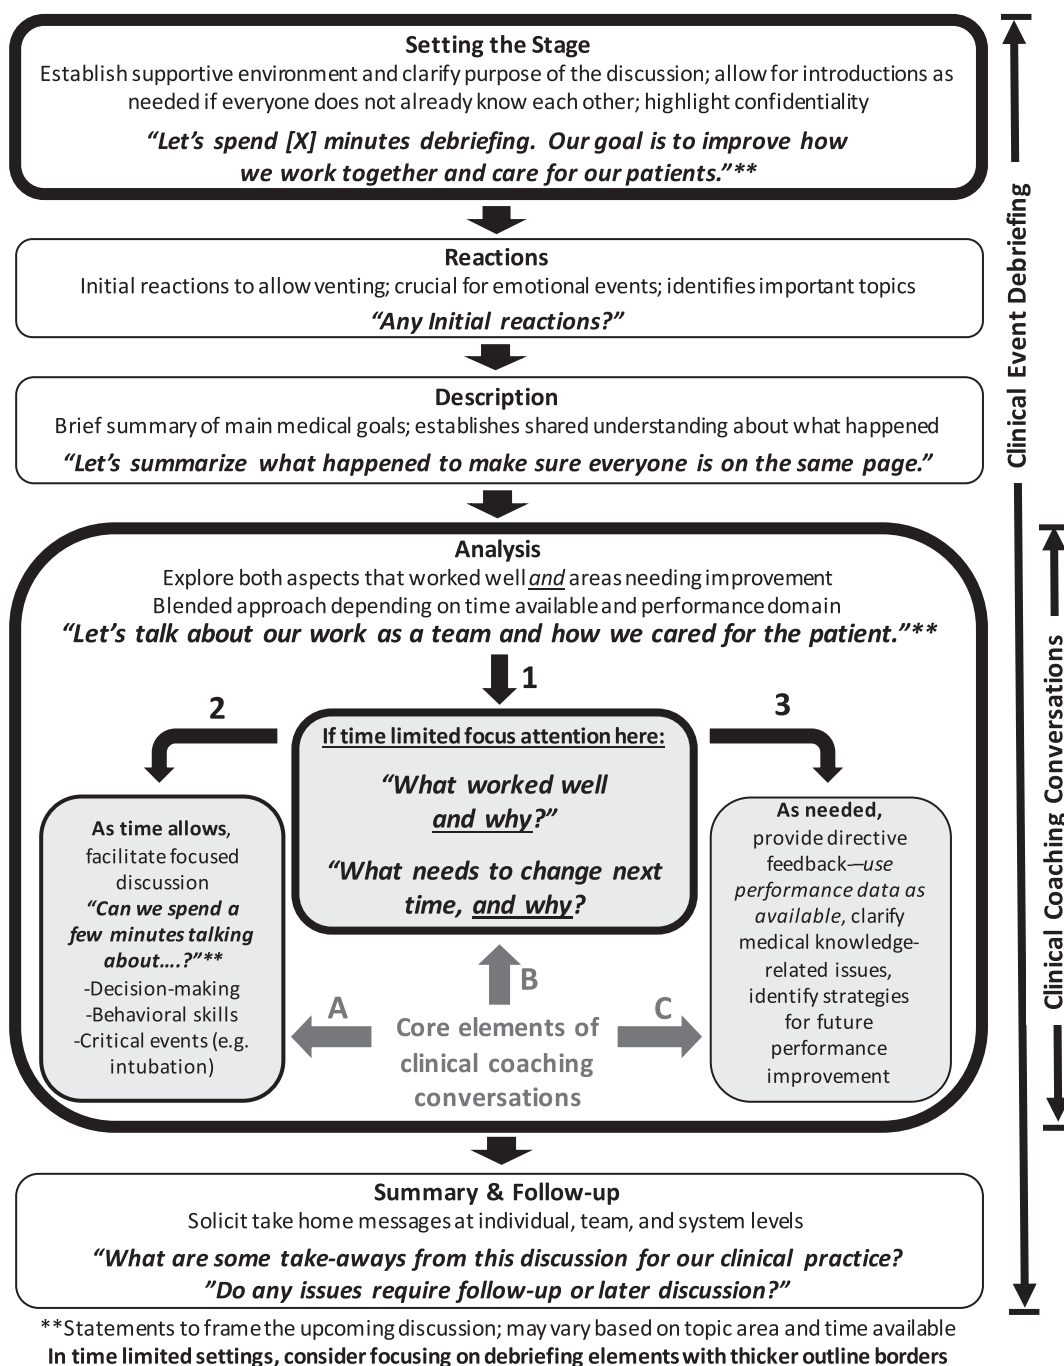 Setting the Stage
Establish supportive environment and clarify purpose of the discussion; allow for introductions as
needed if everyone does not already know each other; highlight confidentiality
“Let’s spend [X] minutes debriefing. Our goal is to improve how
we work together and care for our patients.”**
Reactions
Initial reactions to allow venting; crucial for emotional events; identifies important topics
“Any Initial reactions?”
Description
Brief summary of main medical goals; establishes shared understanding about what happened
“Let’s summarize what happened to make sure everyone is on the same page.”
Analysis
Explore both aspects that worked well and areas needing improvement
Blended approach depending on time available and performance domain
“Let’s talk about our work as a team and how we cared for the patient.”**
1
2
3
If time limited focus attention here:
“What worked well
and why?”
“What needs to change next
time, and why?
As time allows,
facilitate focused
discussion
“Can we spend a
few minutes talking
about….?”**
-Decision-making
-Behavioral skills
-Critical events (e.g.
intubation)
As needed,
provide directive
feedback—use
performance data as
available, clarify
medical knowledge-
related issues,
identify strategies
for future
performance
improvement
A
B
C
Core elements of
clinical coaching
conversations
Summary & Follow-up
Solicit take home messages at individual, team, and system levels
“What are some take-aways from this discussion for our clinical practice?
”Do any issues require follow-up or later discussion?”
**Statements to frame the upcoming discussion; may vary based on topic area and time available
In time limited settings, consider focusing on debriefing elements with thicker outline borders
Clinical Event Debriefing
Clinical Coaching Conversations